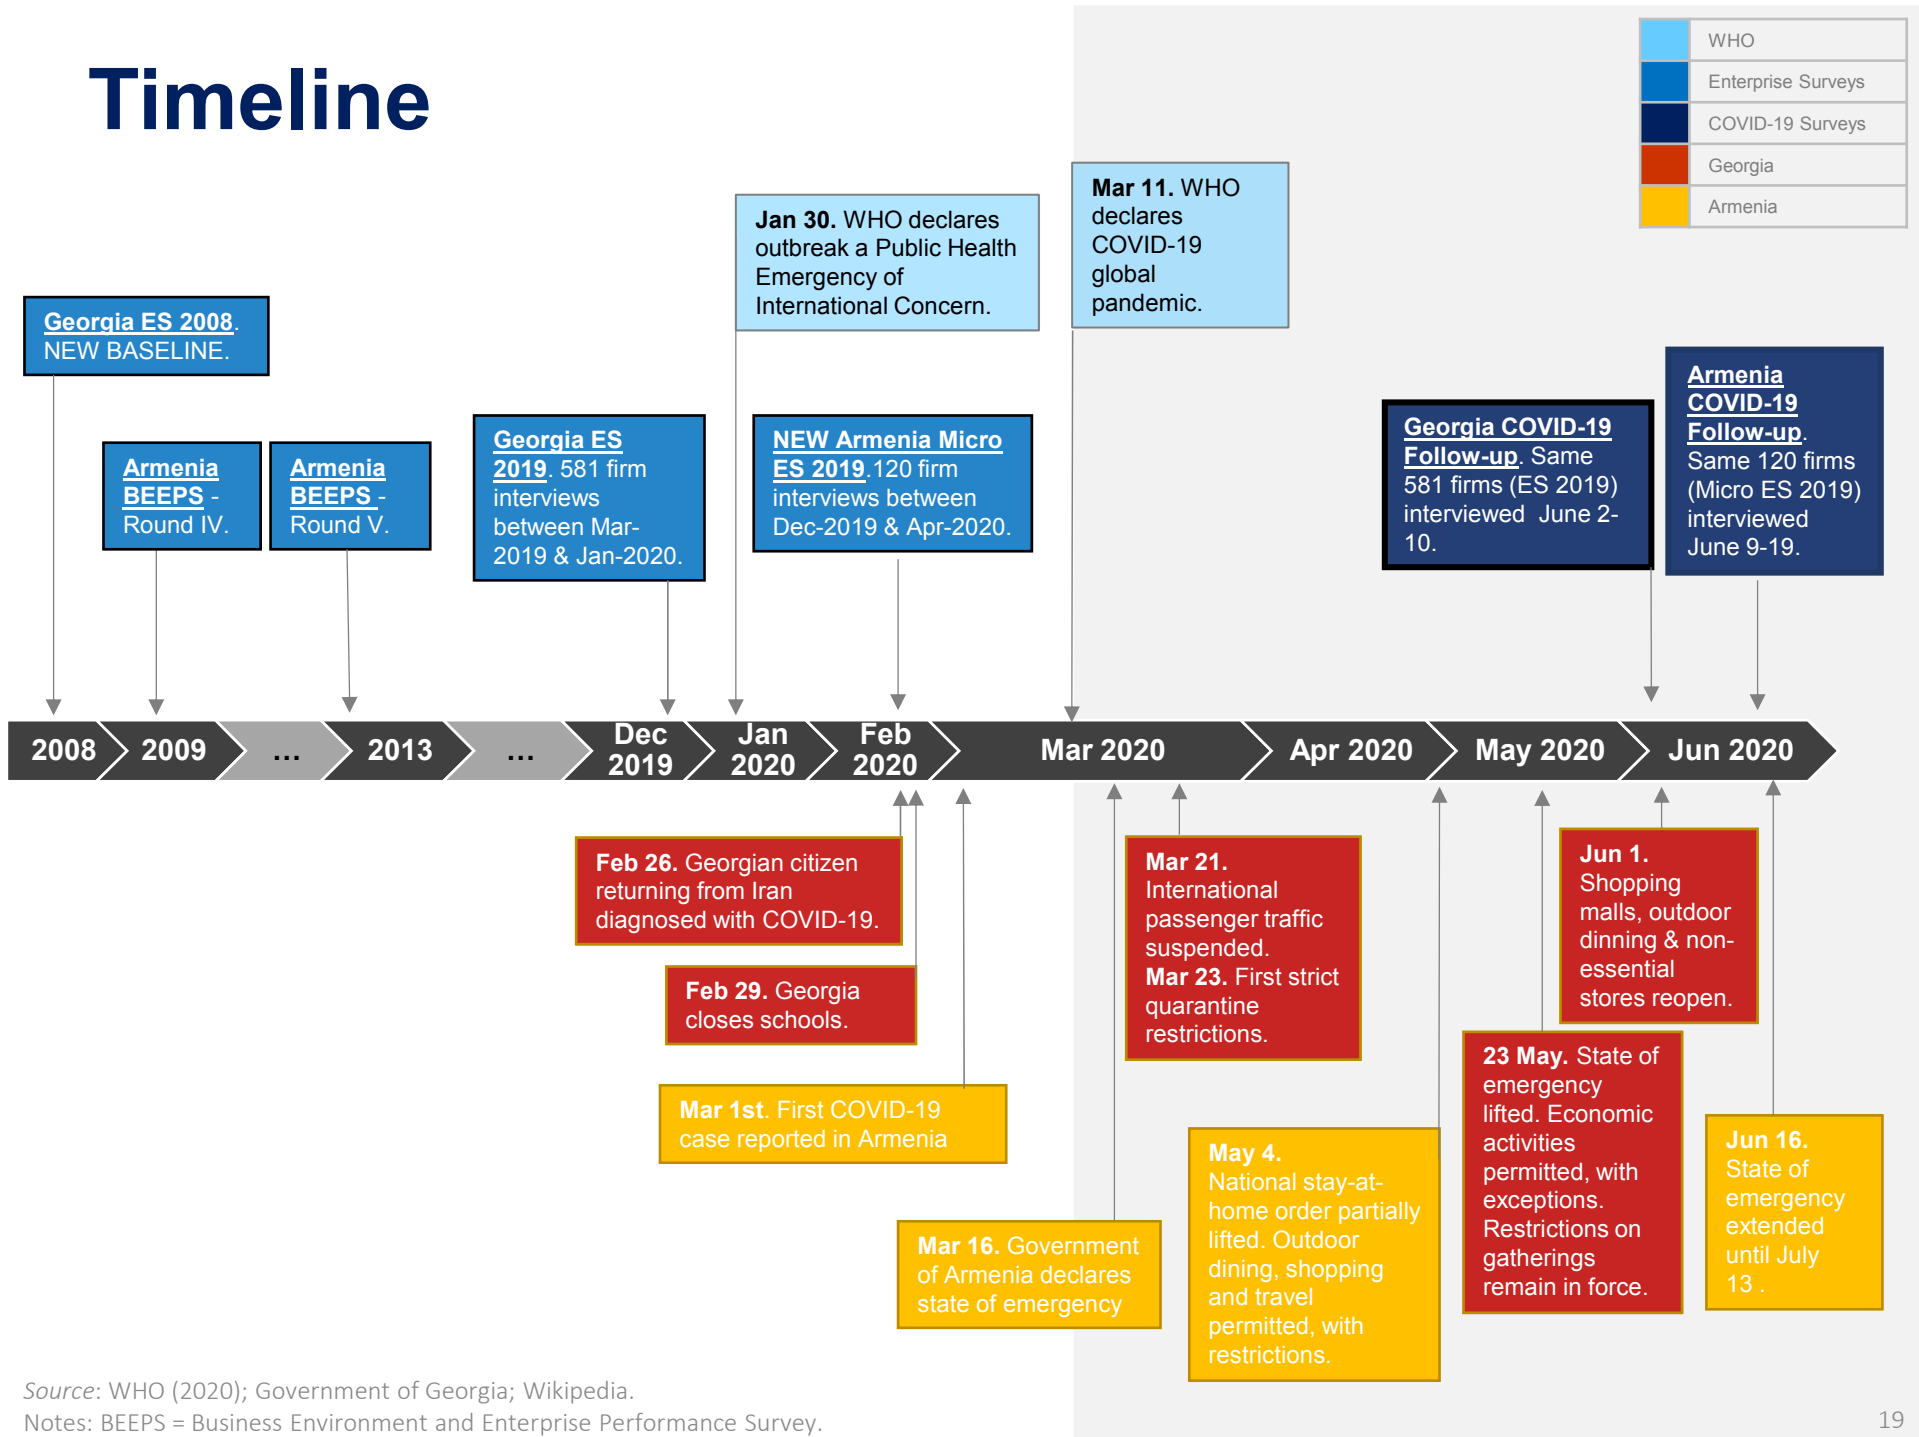 Timeline
WHO
Enterprise Surveys
COVID-19 Surveys
Georgia
Armenia
Jan 30. WHO declares
outbreak a Public Health
Emergency of
International Concern.
Mar 11. WHO
declares
COVID-19
global
pandemic.
Georgia ES 2008.
NEW BASELINE.
Armenia
BEEPS -
Round IV.
Armenia
BEEPS -
Round V.
Georgia ES
2019. 581 firm
interviews
between Mar-
2019 & Jan-2020.
NEW Armenia Micro
ES 2019.120 firm
interviews between
Dec-2019 & Apr-2020.
Georgia COVID-19
Follow-up. Same
581 firms (ES 2019)
interviewed June 2-
10.
Armenia
COVID-19
Follow-up.
Same 120 firms
(Micro ES 2019)
interviewed
June 9-19.
2008
2009
...
2013
...
Dec
2019
Jan
2020
Feb
2020
Mar 2020
Apr 2020
May 2020
Jun 2020
Feb 26. Georgian citizen
returning from Iran
diagnosed with COVID-19.
Feb 29. Georgia
closes schools.
Mar 1st. First COVID-19
case reported in Armenia
Mar 16. Government
of Armenia declares
state of emergency
Mar 21.
International
passenger traffic
suspended.
Mar 23. First strict
quarantine
restrictions.
May 4.
National stay-at-
home order partially
lifted. Outdoor
dining, shopping
and travel
permitted, with
restrictions.
23 May. State of
emergency
lifted. Economic
activities
permitted, with
exceptions.
Restrictions on
gatherings
remain in force.
Jun 1.
Shopping
malls, outdoor
dinning & non-
essential
stores reopen.
Jun 16.
State of
emergency
extended
until July
13 .
Source: WHO (2020); Government of Georgia; Wikipedia.
Notes: BEEPS = Business Environment and Enterprise Performance Survey.
19